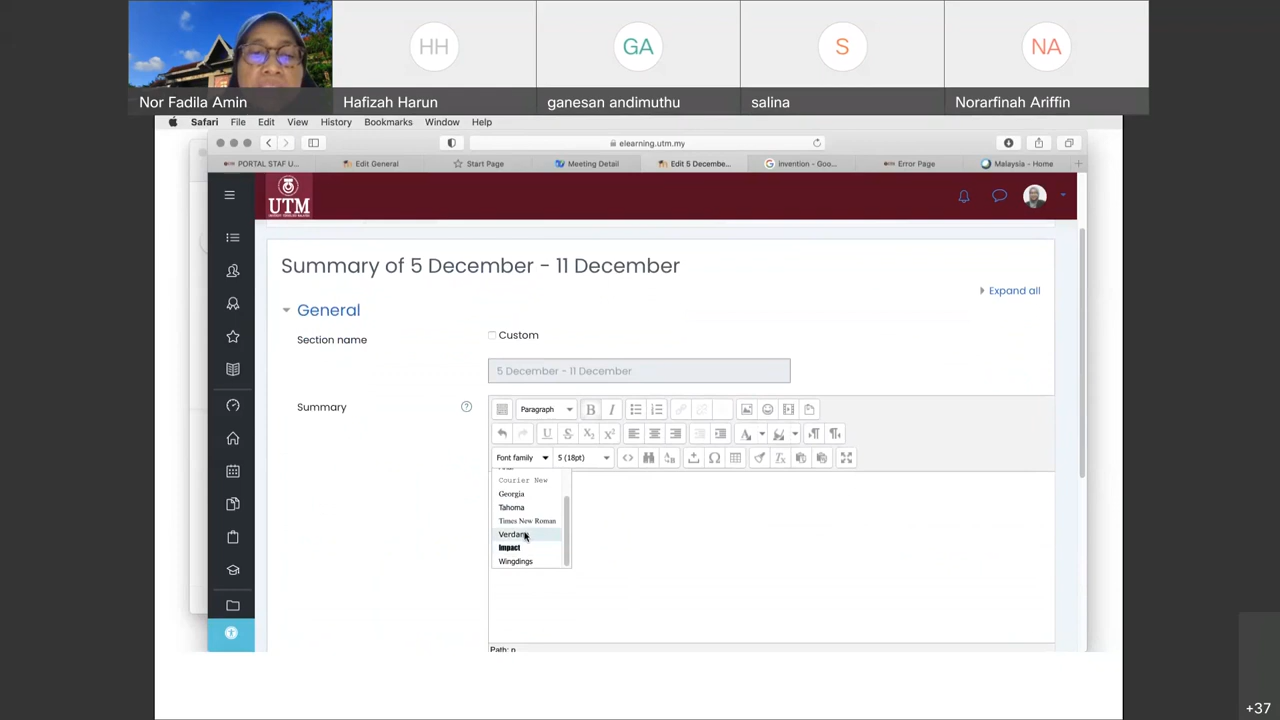 HH
GA
S
NA
Nor Fadila Amin
Hafizah Harun
ganesan andimuthu
salina
Norarfinah Ariffin
Safari File Edit View History Bookmarks Window Help
elearning.utm.my
PORTAL STAF U...
Edit General
Start Page
Meeting Detail
Edit 5 Decembe...
invention - Goo...
Error Page
Malaysia - Home
UTM
Summary of 5 December - 11 December
Expand all
General
Section name
Custom
5 December - 11 December
Summary
Paragraph
Font family
5 (18pt)
Courier New
Georgia
Tahoma
Times New Roman
Verdana
Impact
Wingdings
Path: p
+37